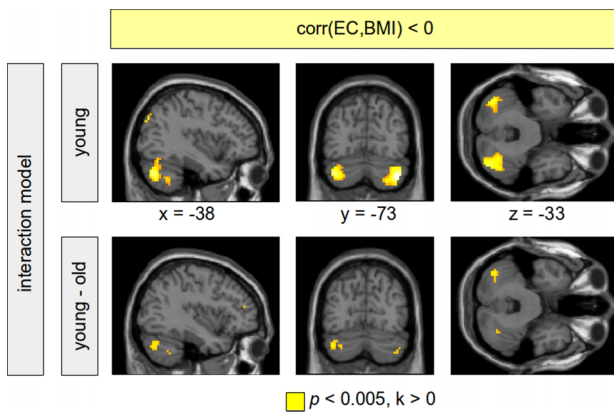 corr(EC,BMI) < 0
interaction model
young
x = -38
y = -73
z = -33
young - old
p < 0.005, k > 0